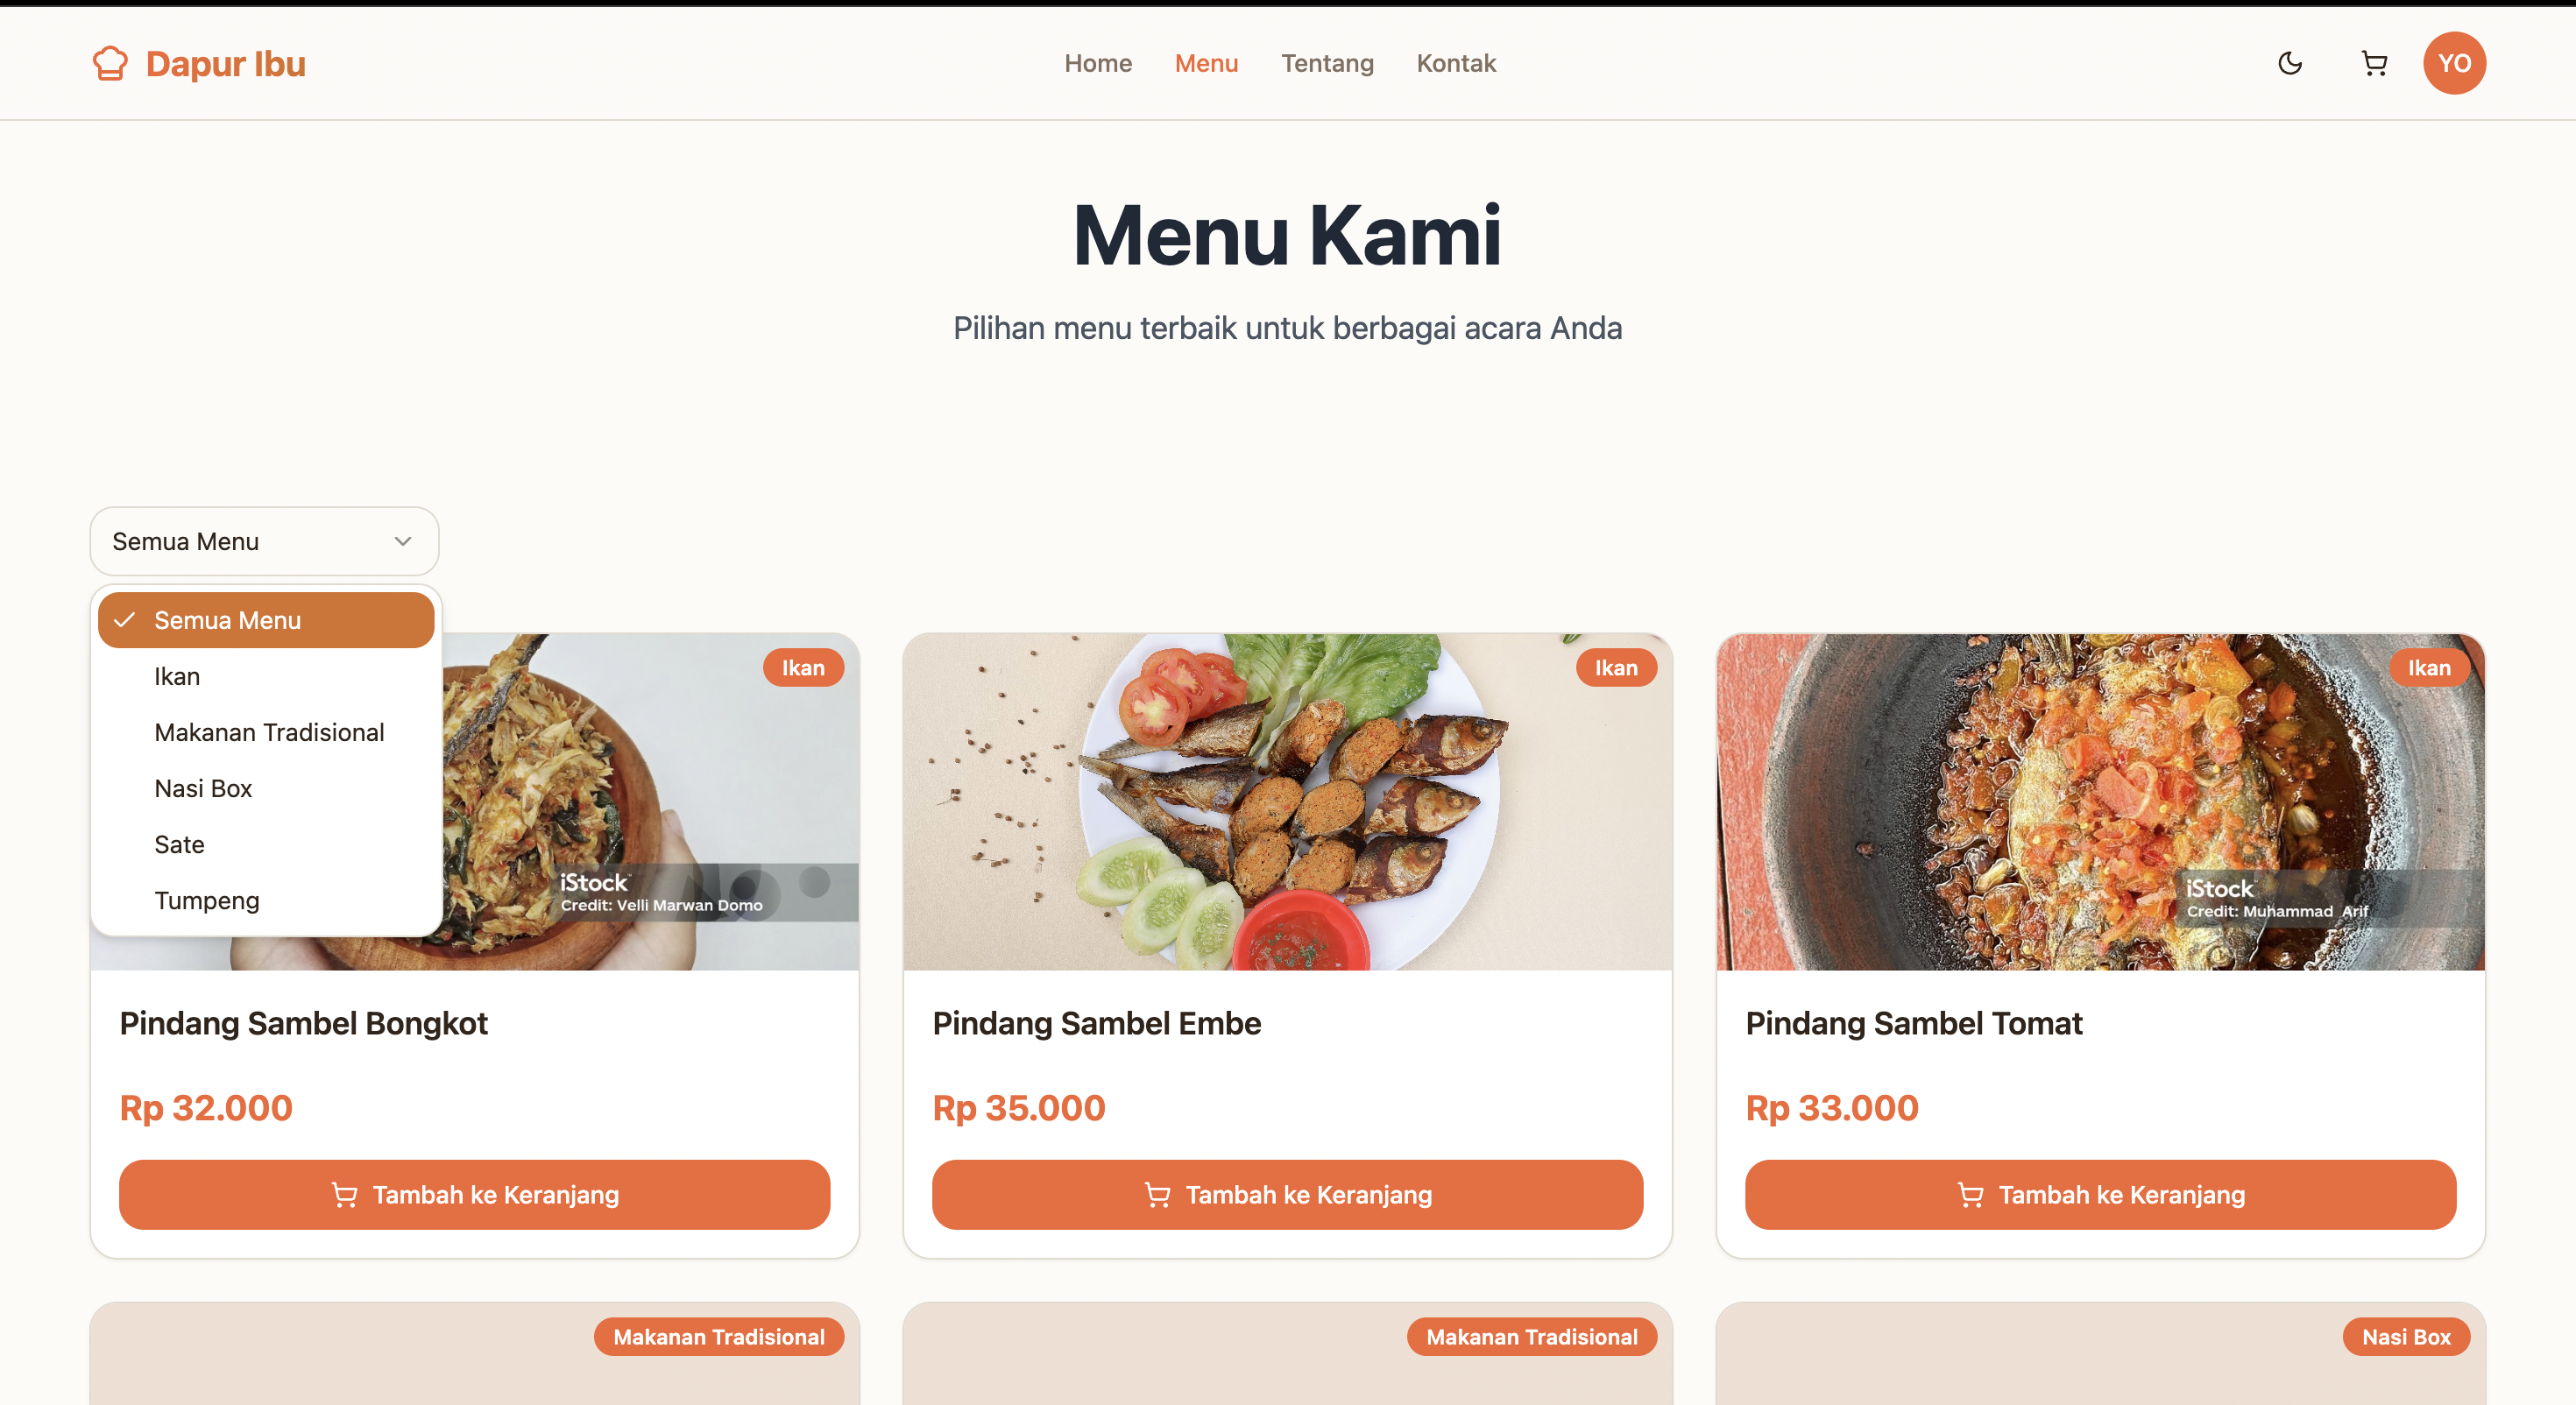 Dapur Ibu
Home Menu Tentang Kontak
YO
Menu Kami
Pilihan menu terbaik untuk berbagai acara Anda
Semua Menu
Semua Menu
Ikan
Makanan Tradisional
Nasi Box
Sate
Tumpeng
Ikan
iStock
Credit: Velli Marwan Domo
Pindang Sambel Bongkot
Rp 32.000
Tambah ke Keranjang
Ikan
Pindang Sambel Embe
Rp 35.000
Tambah ke Keranjang
Ikan
iStock
Credit: Muhammad Arif
Pindang Sambel Tomat
Rp 33.000
Tambah ke Keranjang
Makanan Tradisional
Makanan Tradisional
Nasi Box